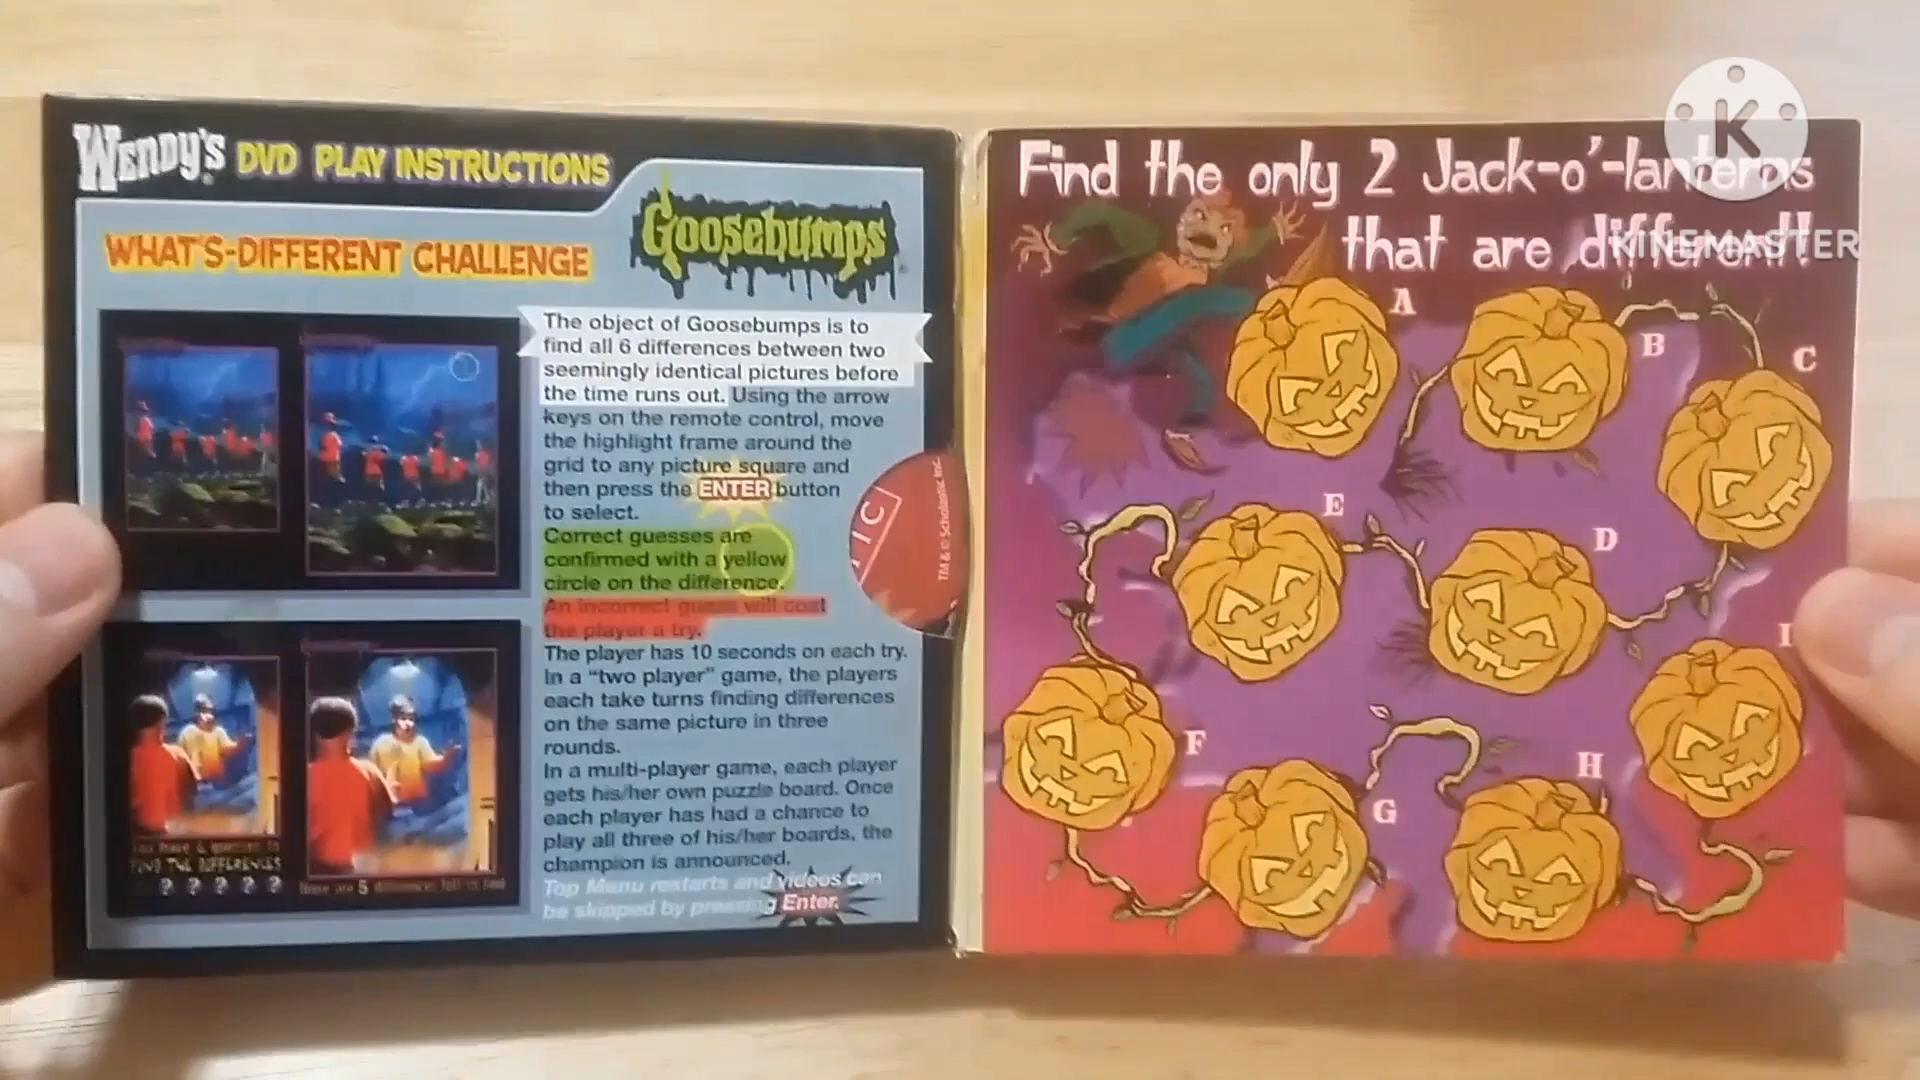 WENDY'S DVD PLAY INSTRUCTIONS
WHAT'S-DIFFERENT CHALLENGE
Goosebumps
The object of Goosebumps is to
find all 6 differences between two
seemingly identical pictures before
the time runs out. Using the arrow
keys on the remote control, move
the highlight frame around the
grid to any picture square and
then press the ENTER button
to select.
Correct guesses are
confirmed with a yellow
circle on the difference.
An incorrect guess will cost
the player a try.
The player has 10 seconds on each try.
In a "two player" game, the players
each take turns finding differences
on the same picture in three
rounds.
In a multi-player game, each player
gets his/her own puzzle board. Once
each player has had a chance to
play all three of his/her boards, the
champion is announced.
Top Menu restarts and videos can
be skipped by pressing Enter.
FIND THE DIFFERENCES
? ? ? ? ?
There are 5 differences left to find
TIC
TM & © Scholastic Inc.
Find the only 2 Jack-o'-lanterns
that are different!
A
B
C
E
D
I
F
H
G
K
KINEMASTER